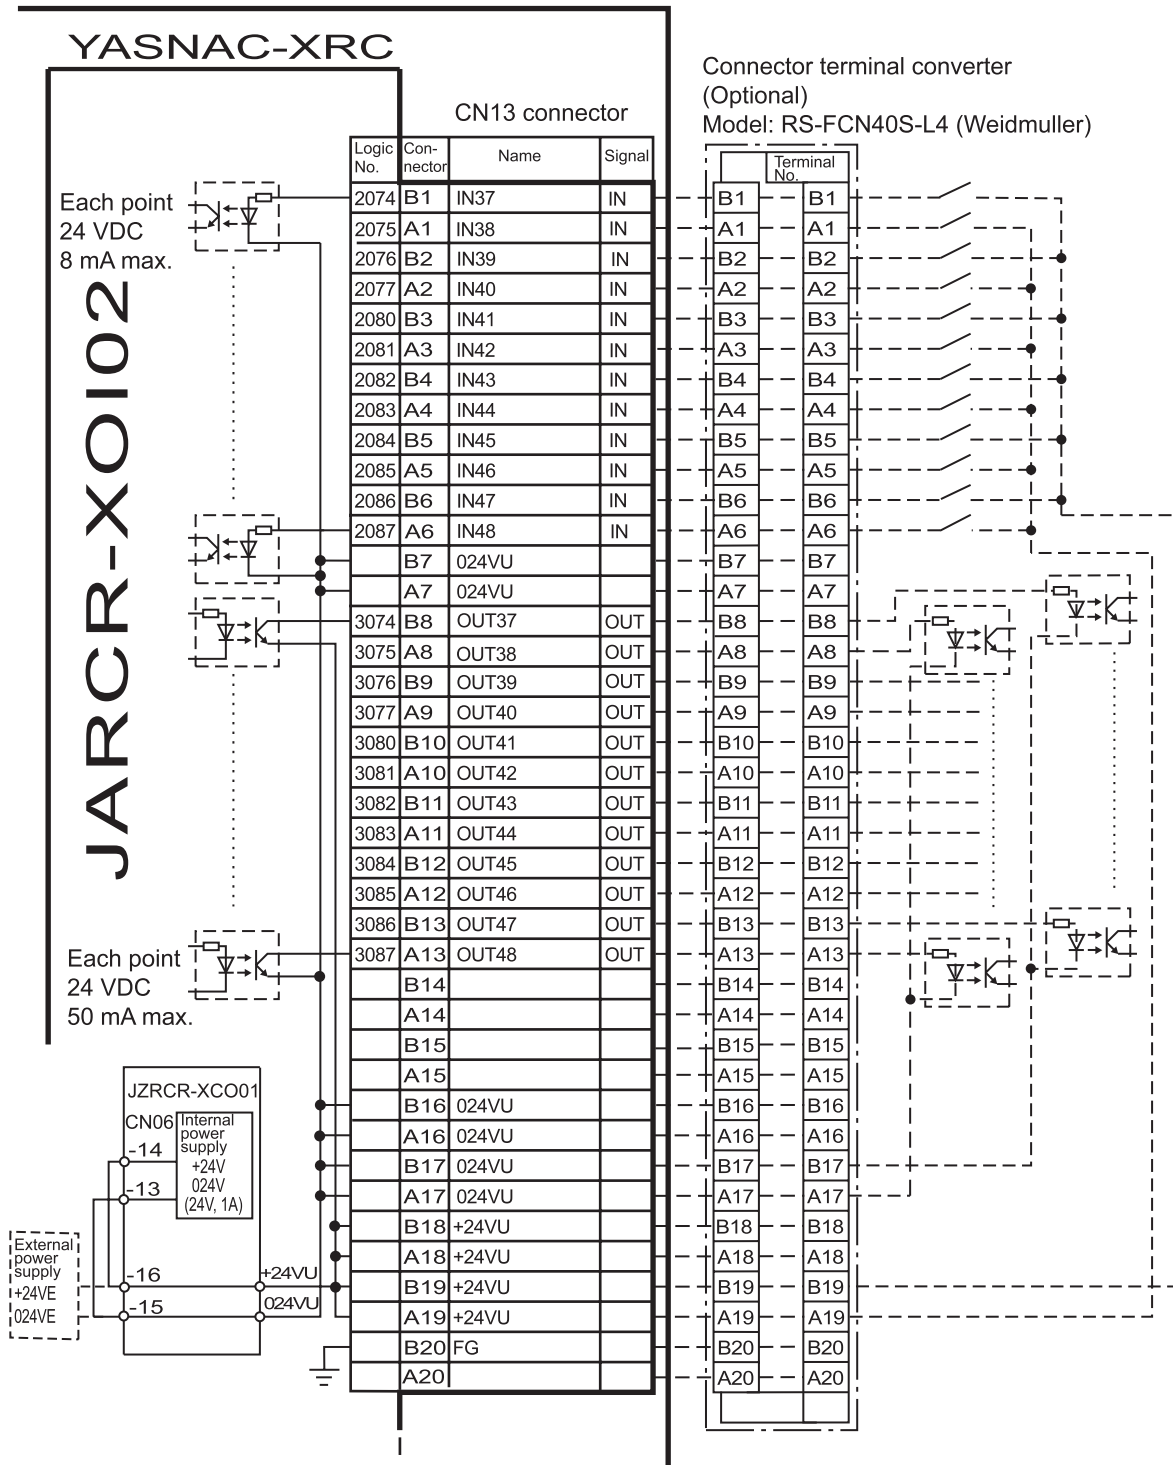 YASNAC-XRC
Connector terminal converter
(Optional)
Model: RS-FCN40S-L4 (Weidmuller)
CN13 connector
Logic No. Con-nector Name Signal
Terminal No.
Each point
24 VDC
8 mA max.
JARCR-XOI02
2074 B1 IN37 IN B1 B1
2075 A1 IN38 IN A1 A1
2076 B2 IN39 IN B2 B2
2077 A2 IN40 IN A2 A2
2080 B3 IN41 IN B3 B3
2081 A3 IN42 IN A3 A3
2082 B4 IN43 IN B4 B4
2083 A4 IN44 IN A4 A4
2084 B5 IN45 IN B5 B5
2085 A5 IN46 IN A5 A5
2086 B6 IN47 IN B6 B6
2087 A6 IN48 IN A6 A6
B7 024VU B7 B7
A7 024VU A7 A7
3074 B8 OUT37 OUT B8 B8
3075 A8 OUT38 OUT A8 A8
3076 B9 OUT39 OUT B9 B9
3077 A9 OUT40 OUT A9 A9
3080 B10 OUT41 OUT B10 B10
3081 A10 OUT42 OUT A10 A10
3082 B11 OUT43 OUT B11 B11
3083 A11 OUT44 OUT A11 A11
3084 B12 OUT45 OUT B12 B12
3085 A12 OUT46 OUT A12 A12
3086 B13 OUT47 OUT B13 B13
3087 A13 OUT48 OUT A13 A13
Each point
24 VDC
50 mA max.
B14 B14 B14
A14 A14 A14
B15 B15 B15
A15 A15 A15
B16 024VU B16 B16
A16 024VU A16 A16
B17 024VU B17 B17
A17 024VU A17 A17
B18 +24VU B18 B18
A18 +24VU A18 A18
B19 +24VU B19 B19
A19 +24VU A19 A19
B20 FG B20 B20
A20 A20 A20
JZRCR-XCO01
CN06
Internal
power
supply
+24V
024V
(24V, 1A)
-14
-13
-16
-15
+24VU
024VU
External
power
supply
+24VE
024VE